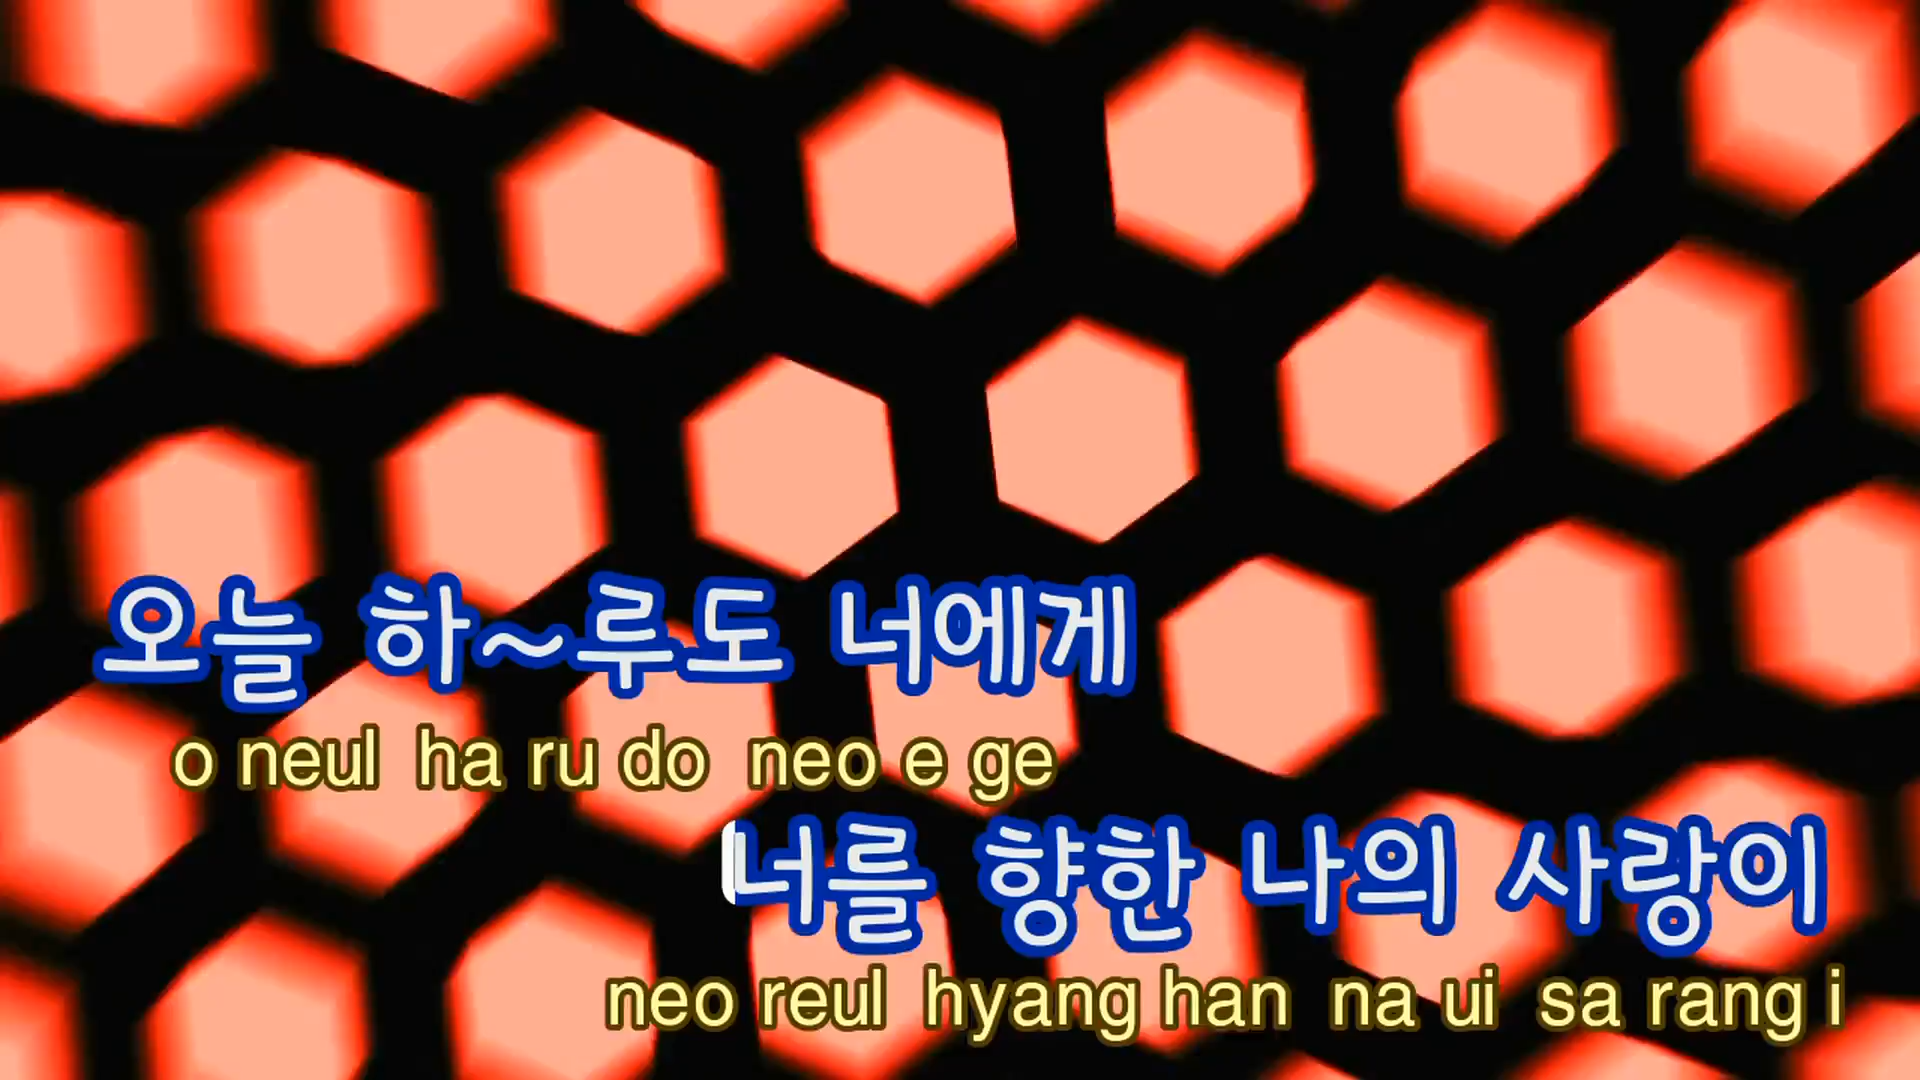 오늘 하~루도 너에게
o neul ha ru do neo e ge
너를 향한 나의 사랑이
neo reul hyang han na ui sa rang i